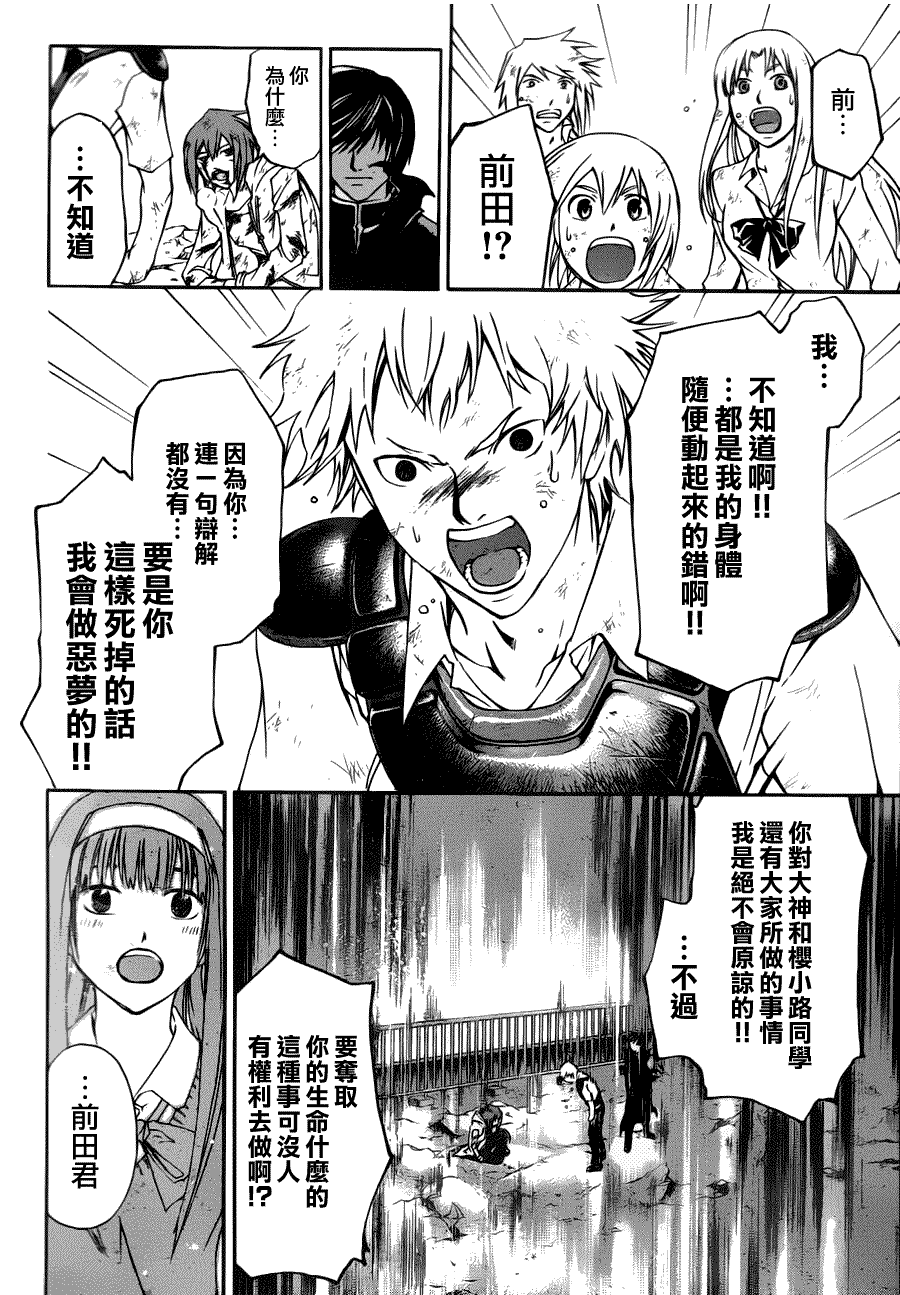 前…
前田!?
你
為什麼…
…不知道
我…
不知道啊!!
…都是我的身體
隨便動起來的錯啊!!
因為你…
連一句辯解
都沒有…
要是你
這樣死掉的話
我會做惡夢的!!
你對大神和櫻小路同學
還有大家所做的事情
我是絕不會原諒的!!
…不過
要奪取
你的生命什麼的
這種事可沒人
有權利去做啊!?
…前田君